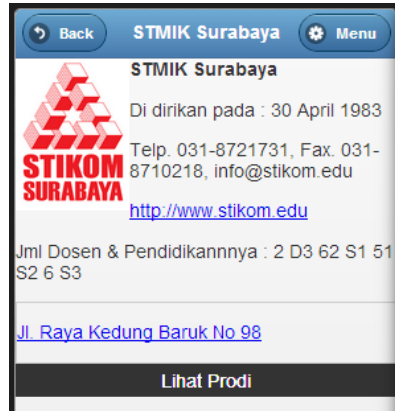 Back STMIK Surabaya Menu
STMIK Surabaya
Di dirikan pada : 30 April 1983
Telp. 031-8721731, Fax. 031-
8710218, info@stikom.edu
STIKOM
SURABAYA
http://www.stikom.edu
Jml Dosen & Pendidikannnya : 2 D3 62 S1 51
S2 6 S3
Jl. Raya Kedung Baruk No 98
Lihat Prodi